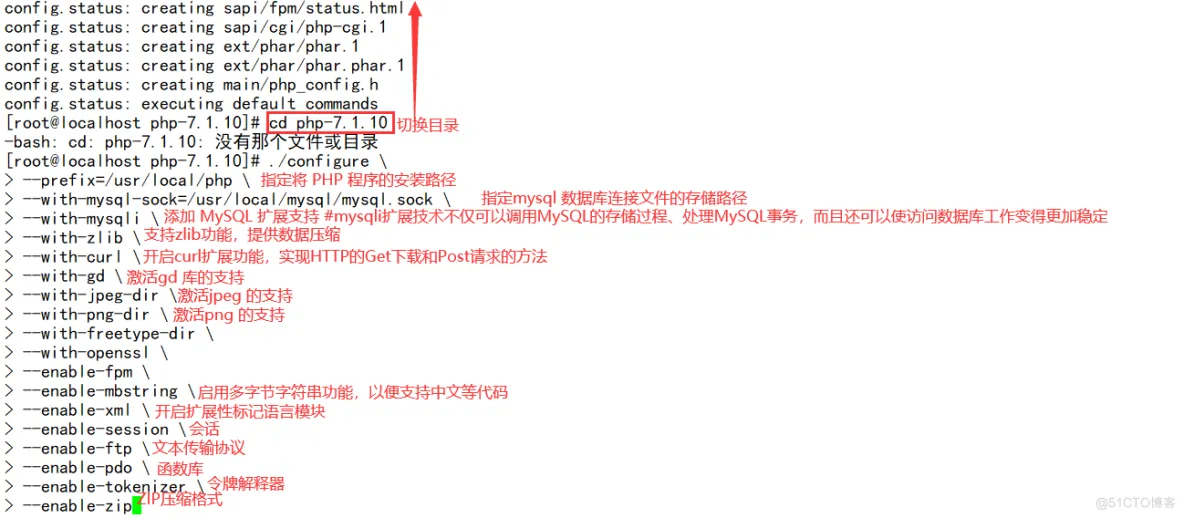 config.status: creating sapi/fpm/status.html
config.status: creating sapi/cgi/php-cgi.1
config.status: creating ext/phar/phar.1
config.status: creating ext/phar/phar.phar.1
config.status: creating main/php_config.h
config.status: executing default commands
[root@localhost php-7.1.10]# cd php-7.1.10 切换目录
-bash: cd: php-7.1.10: 没有那个文件或目录
[root@localhost php-7.1.10]# ./configure \
> --prefix=/usr/local/php \ 指定将 PHP 程序的安装路径
> --with-mysql-sock=/usr/local/mysql/mysql.sock \ 指定mysql 数据库连接文件的存储路径
> --with-mysqli \ 添加 MySQL 扩展支持 #mysqli扩展技术不仅可以调用MySQL的存储过程、处理MySQL事务，而且还可以使访问数据库工作变得更加稳定
> --with-zlib \ 支持zlib功能，提供数据压缩
> --with-curl \ 开启curl扩展功能，实现HTTP的Get下载和Post请求的方法
> --with-gd \ 激活gd 库的支持
> --with-jpeg-dir \ 激活jpeg 的支持
> --with-png-dir \ 激活png 的支持
> --with-freetype-dir \
> --with-openssl \
> --enable-fpm \
> --enable-mbstring \ 启用多字节字符串功能，以便支持中文等代码
> --enable-xml \ 开启扩展性标记语言模块
> --enable-session \ 会话
> --enable-ftp \ 文本传输协议
> --enable-pdo \ 函数库
> --enable-tokenizer \ 令牌解释器
> --enable-zip ZIP压缩格式
@51CTO博客